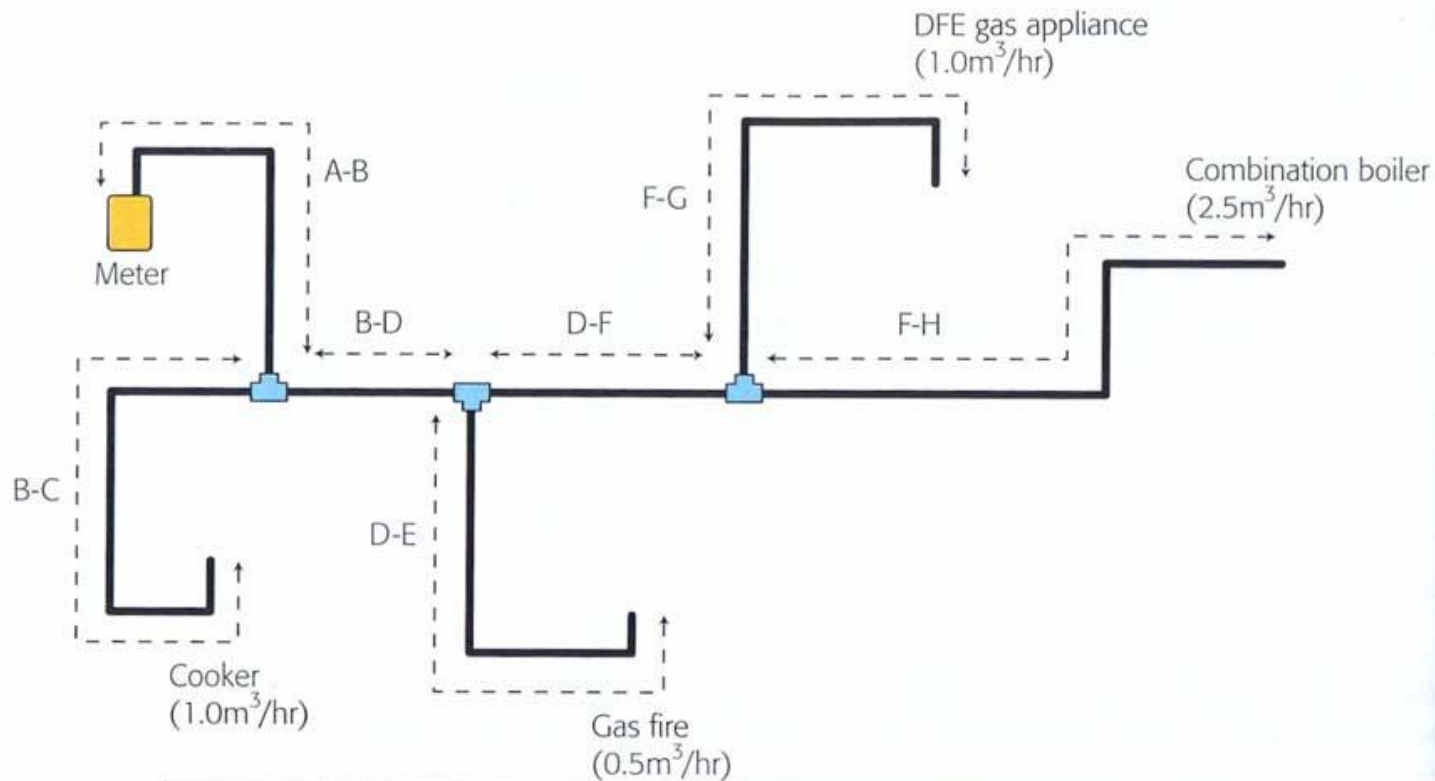 DFE gas appliance
(1.0m³/hr)
A-B
F-G
Combination boiler
(2.5m³/hr)
Meter
B-D
D-F
F-H
B-C
D-E
Cooker
(1.0m³/hr)
Gas fire
(0.5m³/hr)